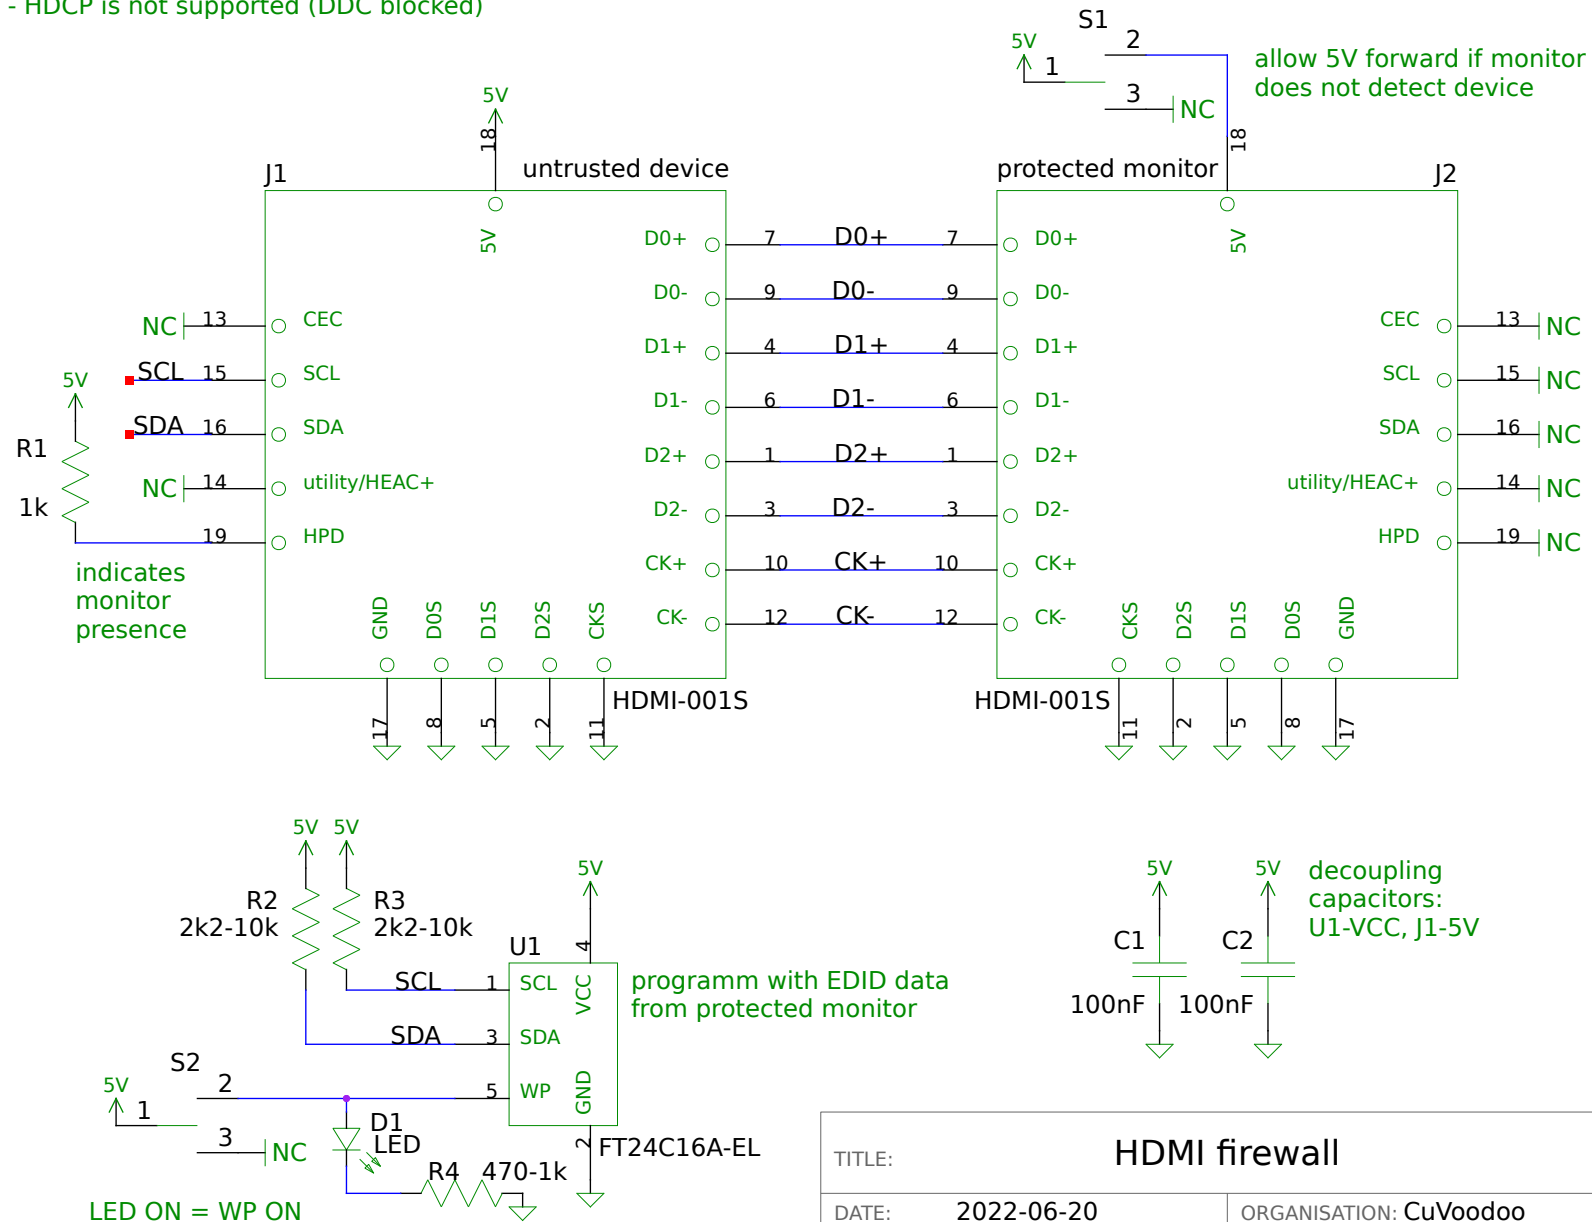 - HDCP is not supported (DDC blocked)
S1
5V
2
1
3
NC
allow 5V forward if monitor
does not detect device
5V
18
18
J1
untrusted device
protected monitor
J2
5V
5V
D0+
7
D0+
7
D0+
D0-
9
D0-
9
D0-
NC
13
CEC
D1+
4
D1+
4
D1+
CEC
13
NC
SCL
15
SCL
D1-
6
D1-
6
D1-
SCL
15
NC
5V
SDA
16
SDA
D2+
1
D2+
1
D2+
SDA
16
NC
R1
1k
NC
14
utility/HEAC+
D2-
3
D2-
3
D2-
utility/HEAC+
14
NC
19
HPD
CK+
10
CK+
10
CK+
HPD
19
NC
indicates
monitor
presence
CK-
12
CK-
12
CK-
GND
D0S
D1S
D2S
CKS
CKS
D2S
D1S
D0S
GND
HDMI-001S
HDMI-001S
17
8
5
2
11
11
2
5
8
17
5V
5V
R2
2k2-10k
R3
2k2-10k
5V
4
U1
SCL
1
SCL
VCC
SDA
3
SDA
5
WP
GND
2
FT24C16A-EL
programm with EDID data
from protected monitor
S2
5V
2
1
3
NC
D1
LED
R4
470-1k
LED ON = WP ON
5V
5V
C1
100nF
C2
100nF
decoupling
capacitors:
U1-VCC, J1-5V
TITLE:
HDMI firewall
DATE:
2022-06-20
ORGANISATION:
CuVoodoo